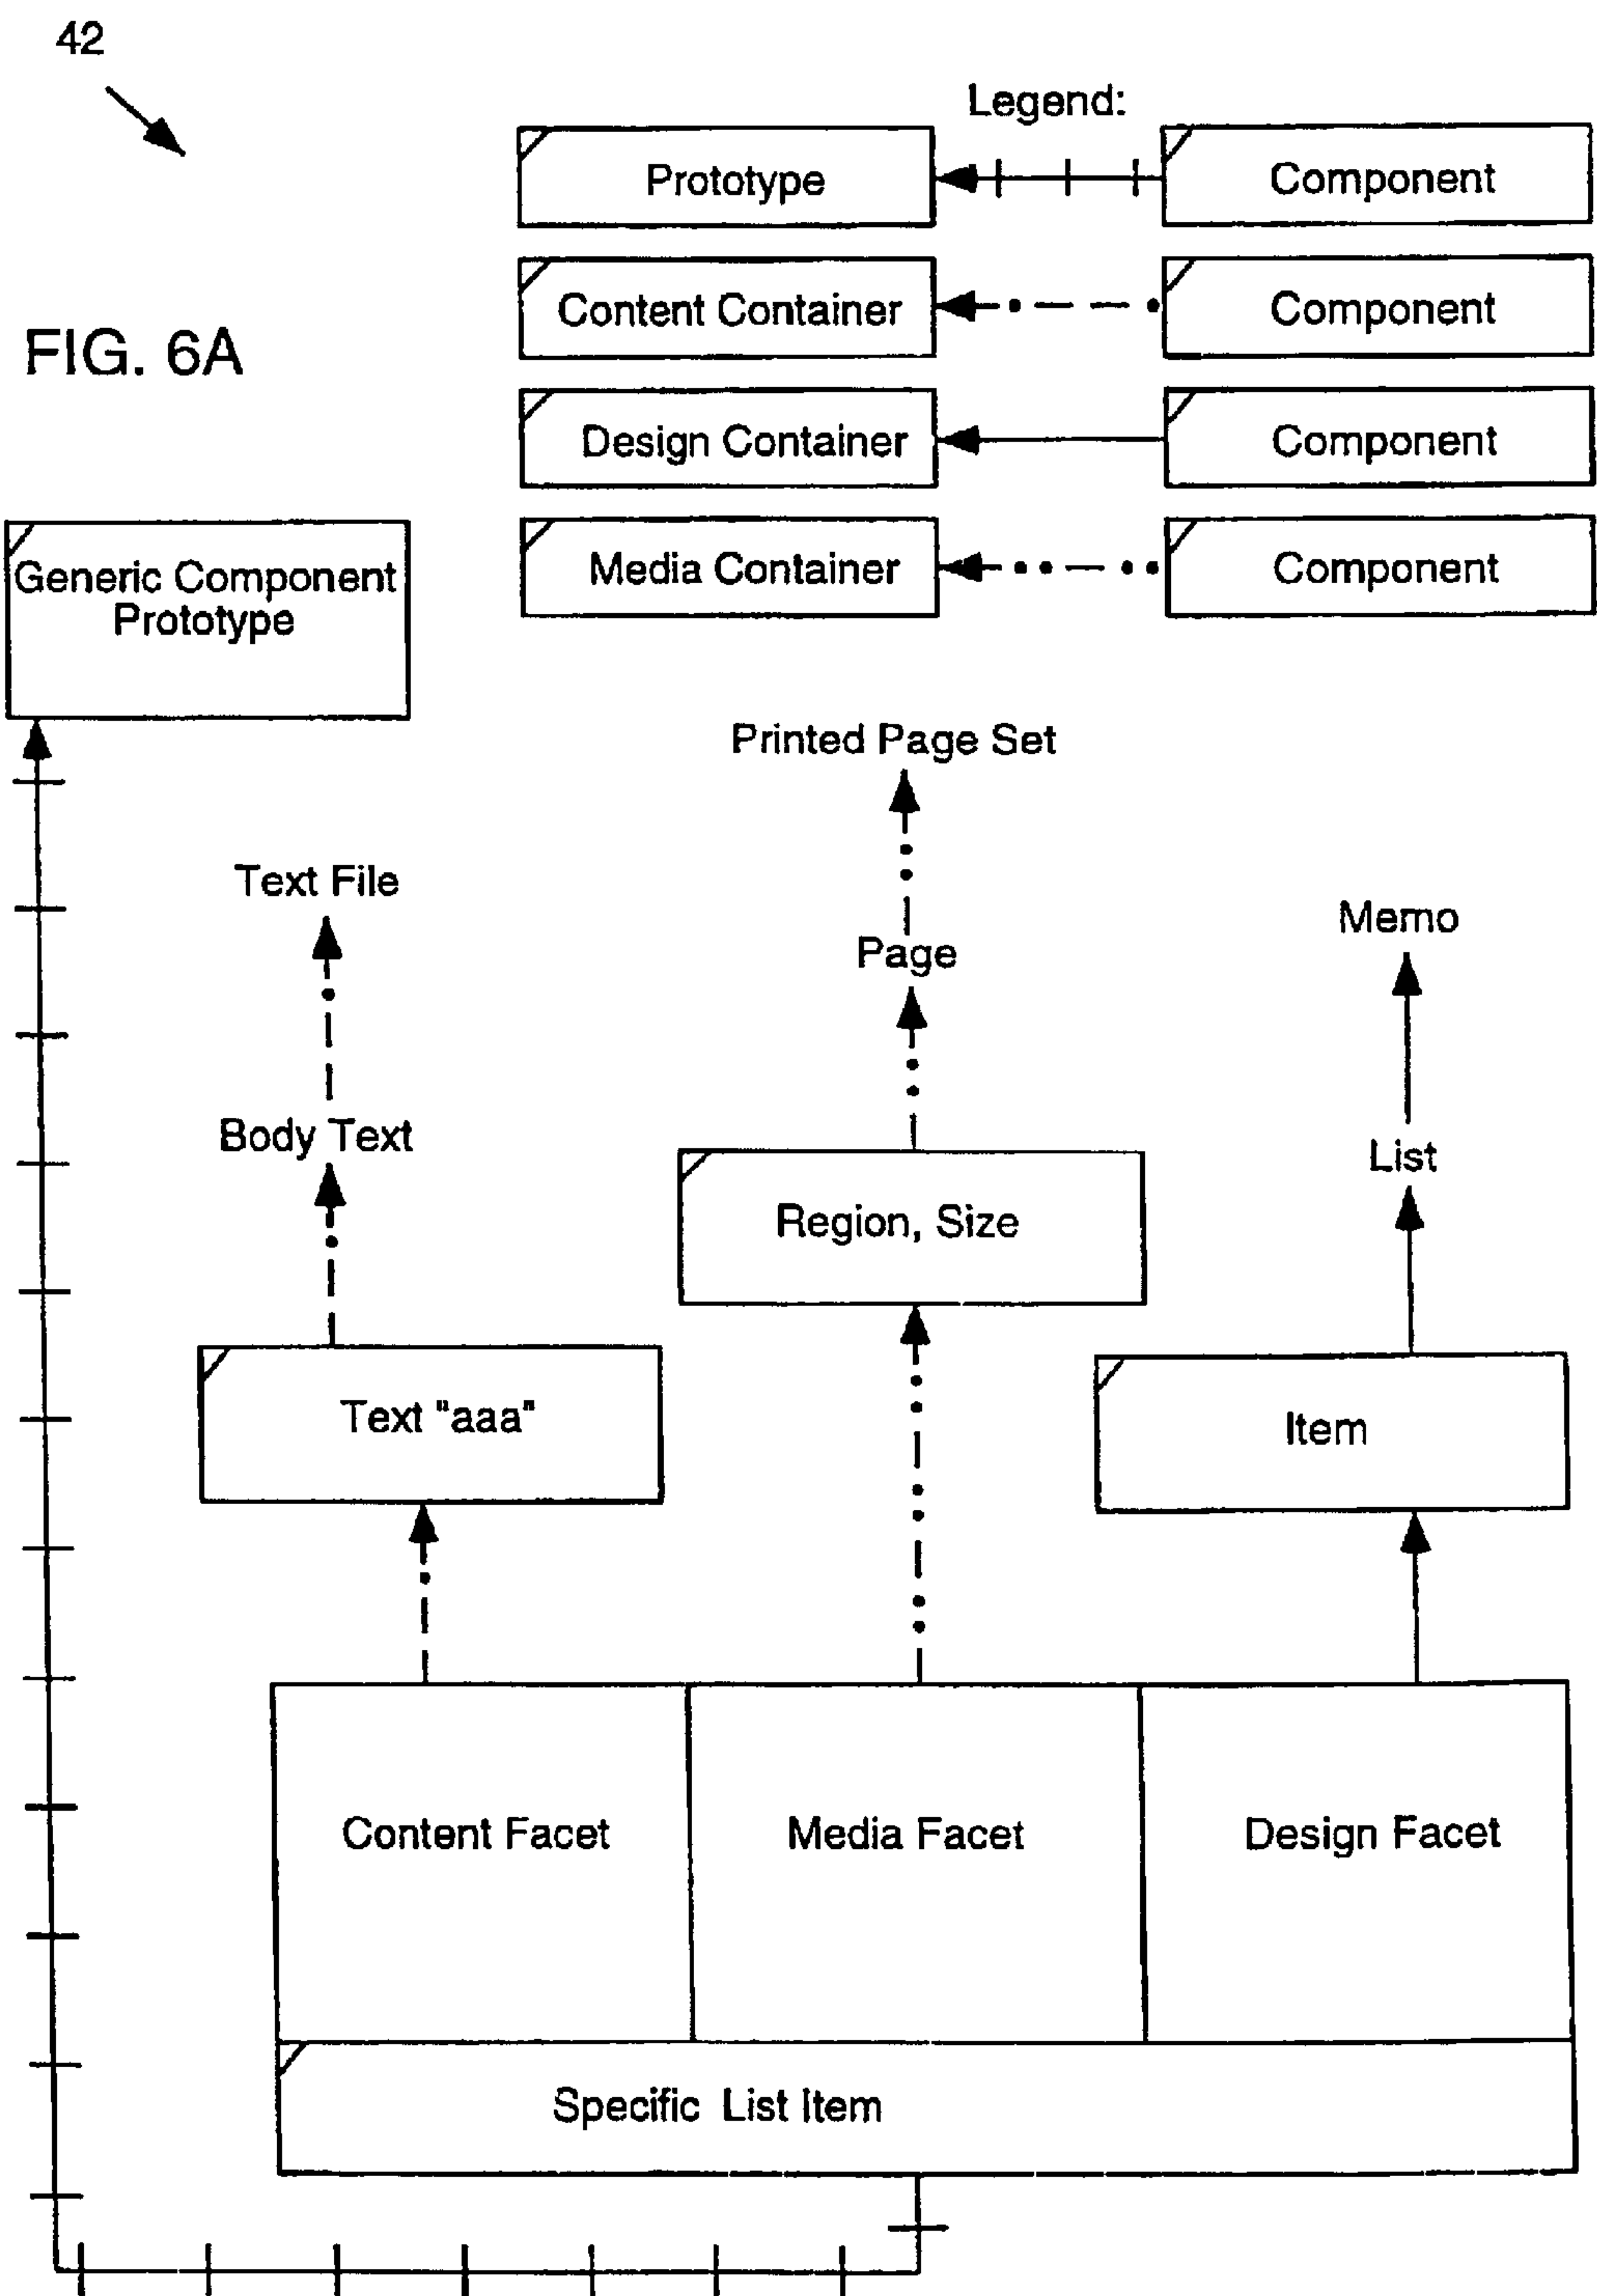 42
Legend:
Prototype
Component
Content Container
Component
FIG. 6A
Design Container
Component
Media Container
Component
Generic Component
Prototype
Printed Page Set
Text File
Memo
Page
Body Text
List
Region, Size
Text "aaa"
Item
Content Facet
Media Facet
Design Facet
Specific List Item